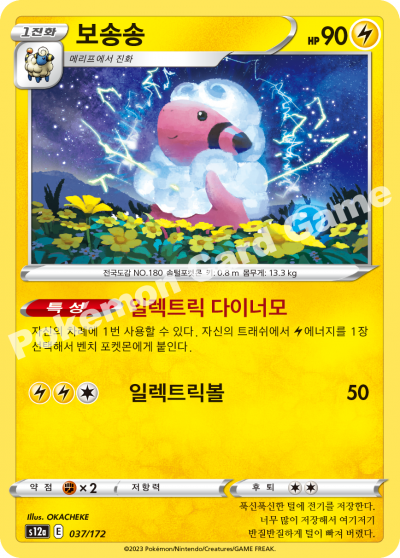 1진화
보송송
HP 90
메리프에서 진화
전국도감 NO.180 솜털포켓몬 키: 0.8 m 몸무게: 13.3 kg
특성 일렉트릭 다이너모
자신의 차례에 1번 사용할 수 있다. 자신의 트래쉬에서 에너지를 1장
선택해서 벤치 포켓몬에게 붙인다.
일렉트릭볼 50
약점 ×2 저항력 후퇴
Illus. OKACHEKE
s12a E 037/172
푹신푹신한 털에 전기를 저장한다.
너무 많이 저장해서 여기저기
반질반질하게 털이 빠져 버렸다.
©2023 Pokémon/Nintendo/Creatures/GAME FREAK.
Pokémon Card Game